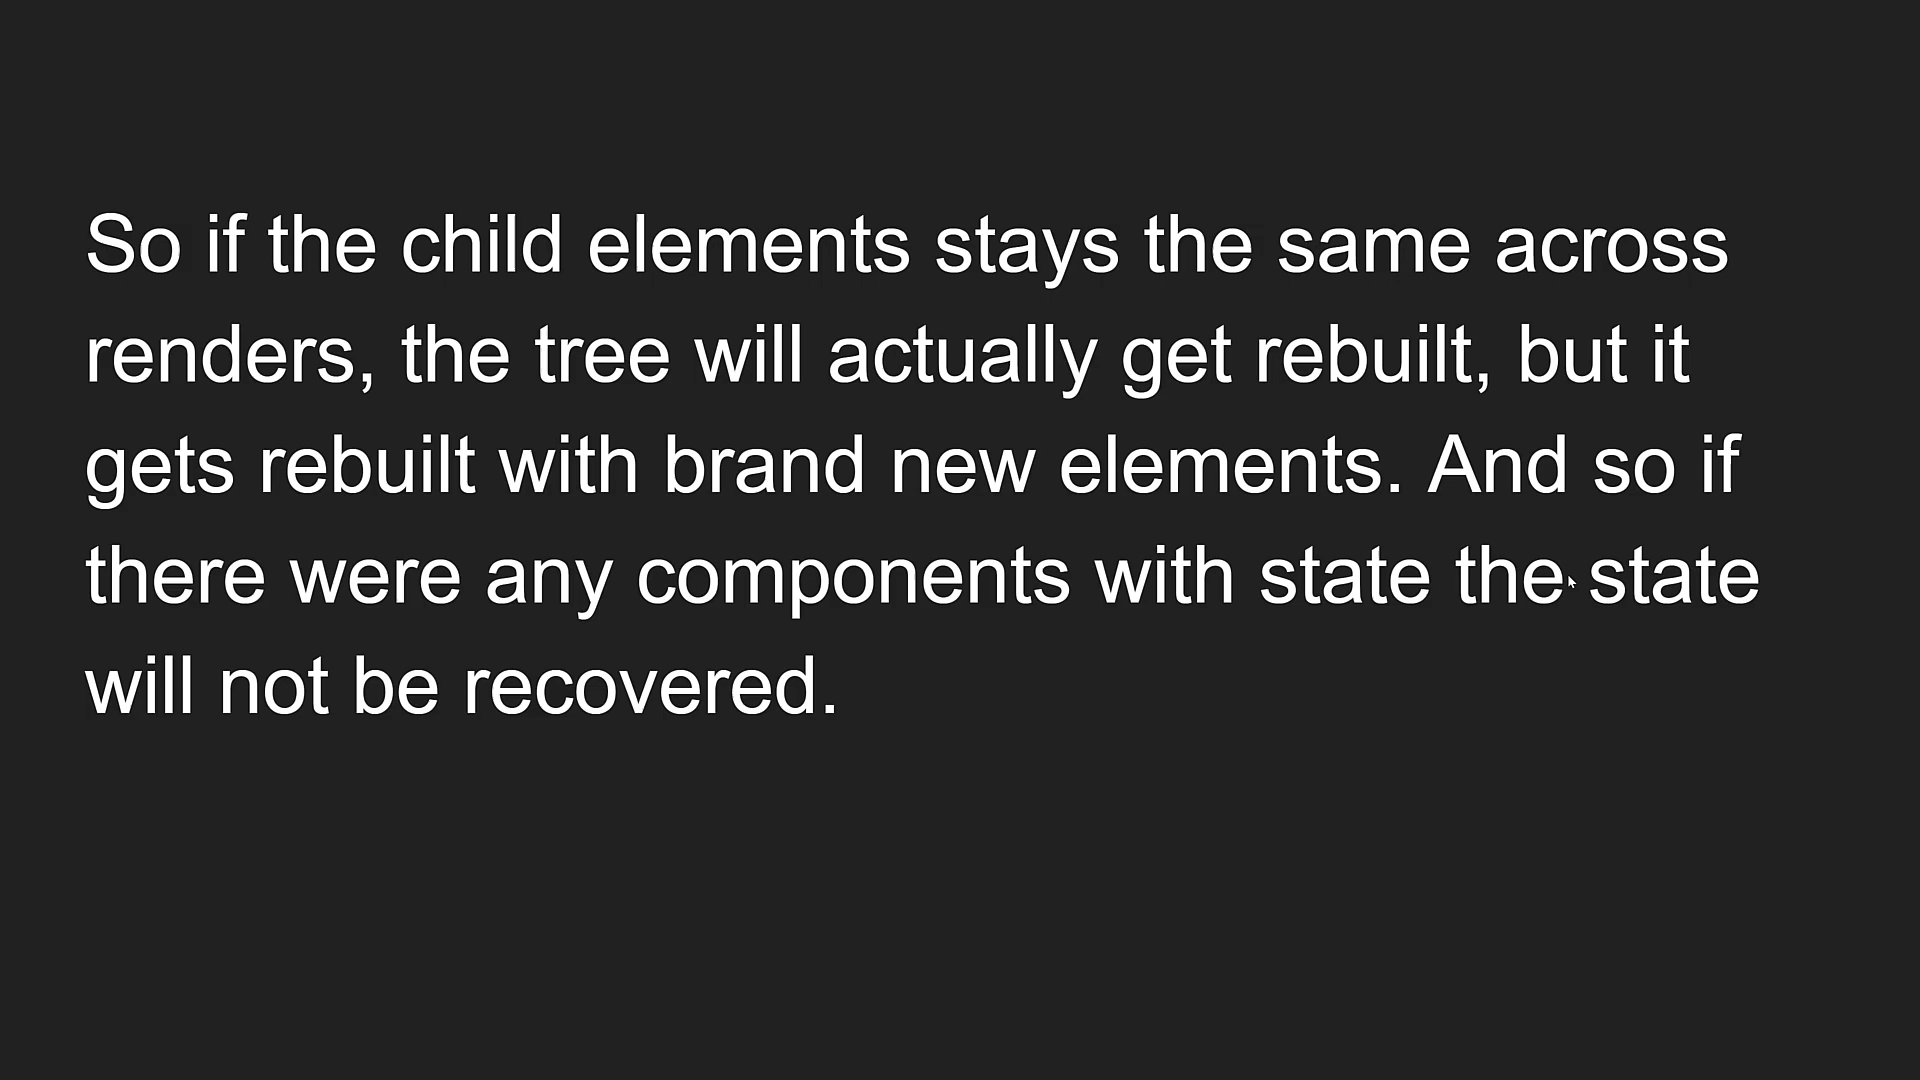 So if the child elements stays the same across
renders, the tree will actually get rebuilt, but it
gets rebuilt with brand new elements. And so if
there were any components with state the state
will not be recovered.